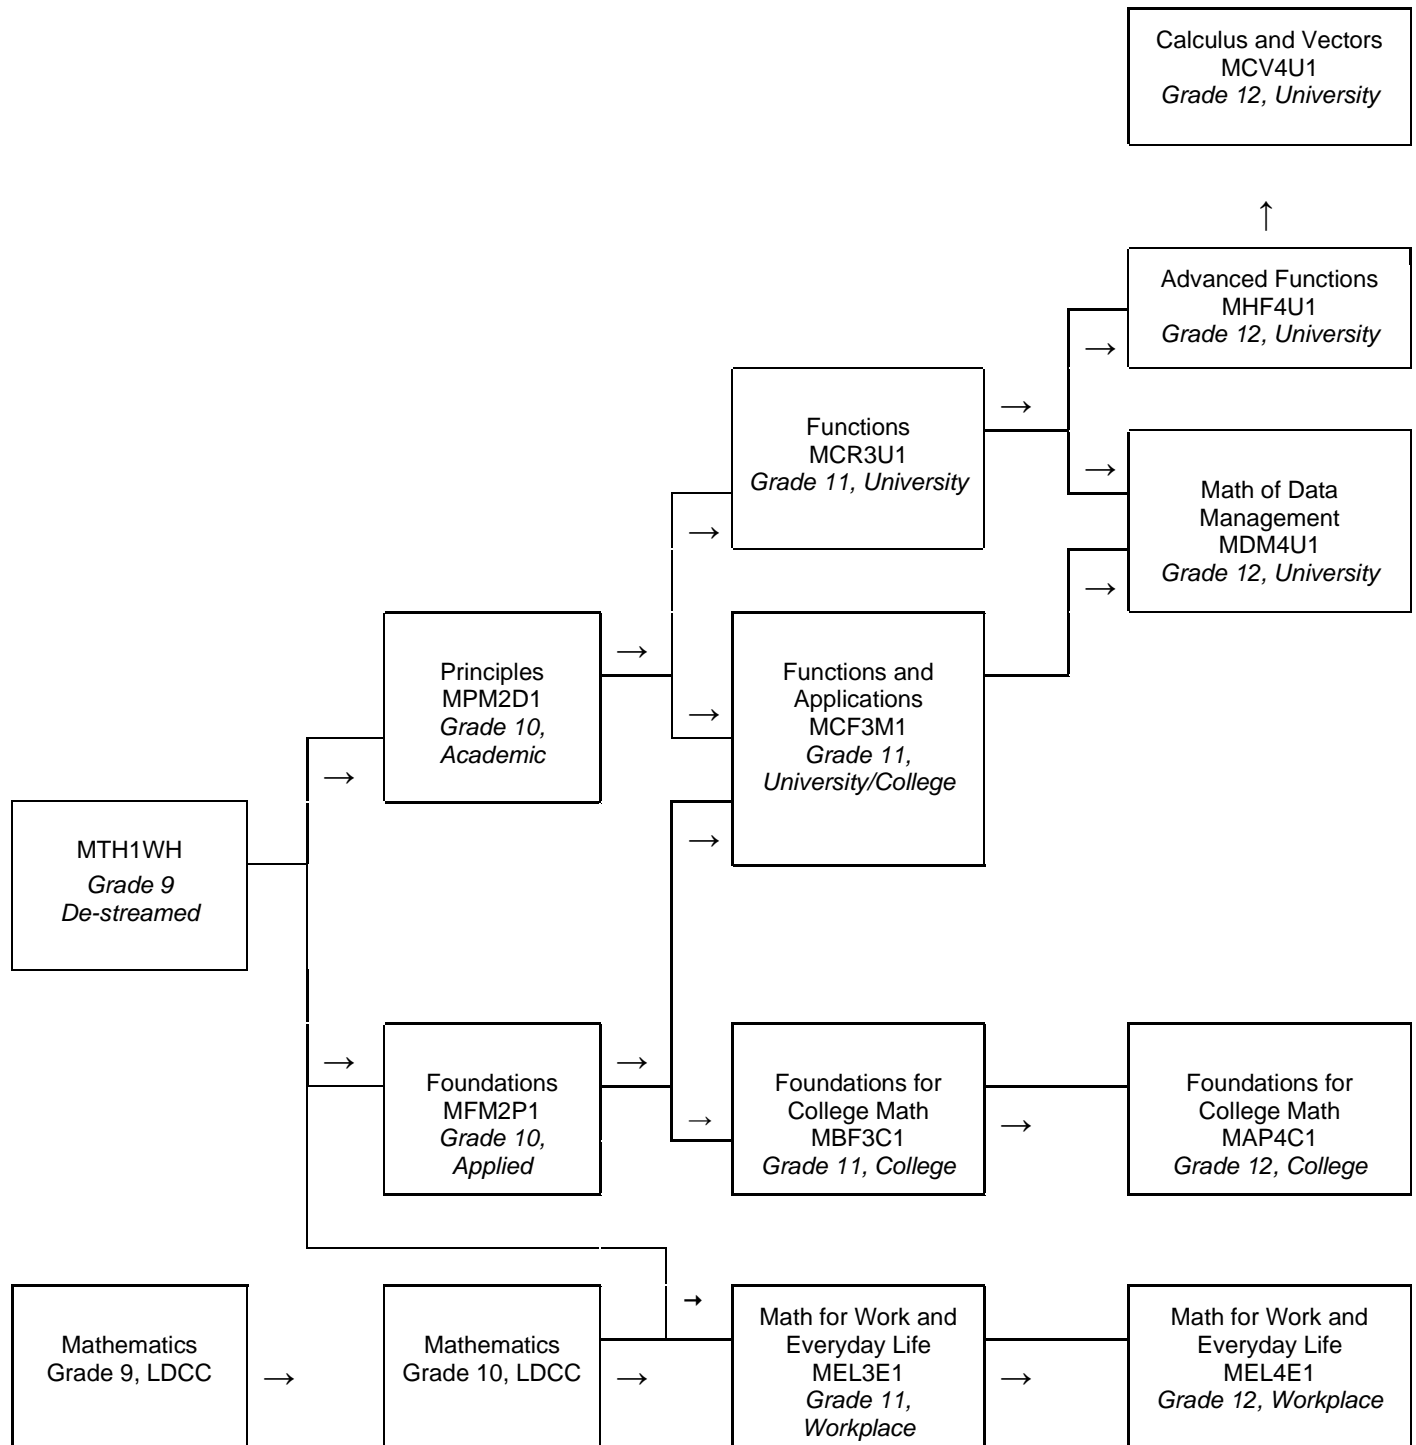 Calculus and Vectors
MCV4U1
Grade 12, University
↑
Advanced Functions
MHF4U1
Grade 12, University
→
Functions
MCR3U1
Grade 11, University
→
→
Math of Data
Management
MDM4U1
Grade 12, University
→
→
Principles
MPM2D1
Grade 10,
Academic
→
→
Functions and
Applications
MCF3M1
Grade 11,
University/College
→
→
MTH1WH
Grade 9
De-streamed
→
Foundations
MFM2P1
Grade 10,
Applied
→
→
Foundations for
College Math
MBF3C1
Grade 11, College
→
Foundations for
College Math
MAP4C1
Grade 12, College
Mathematics
Grade 9, LDCC
→
Mathematics
Grade 10, LDCC
→
→
Math for Work and
Everyday Life
MEL3E1
Grade 11,
Workplace
→
Math for Work and
Everyday Life
MEL4E1
Grade 12, Workplace